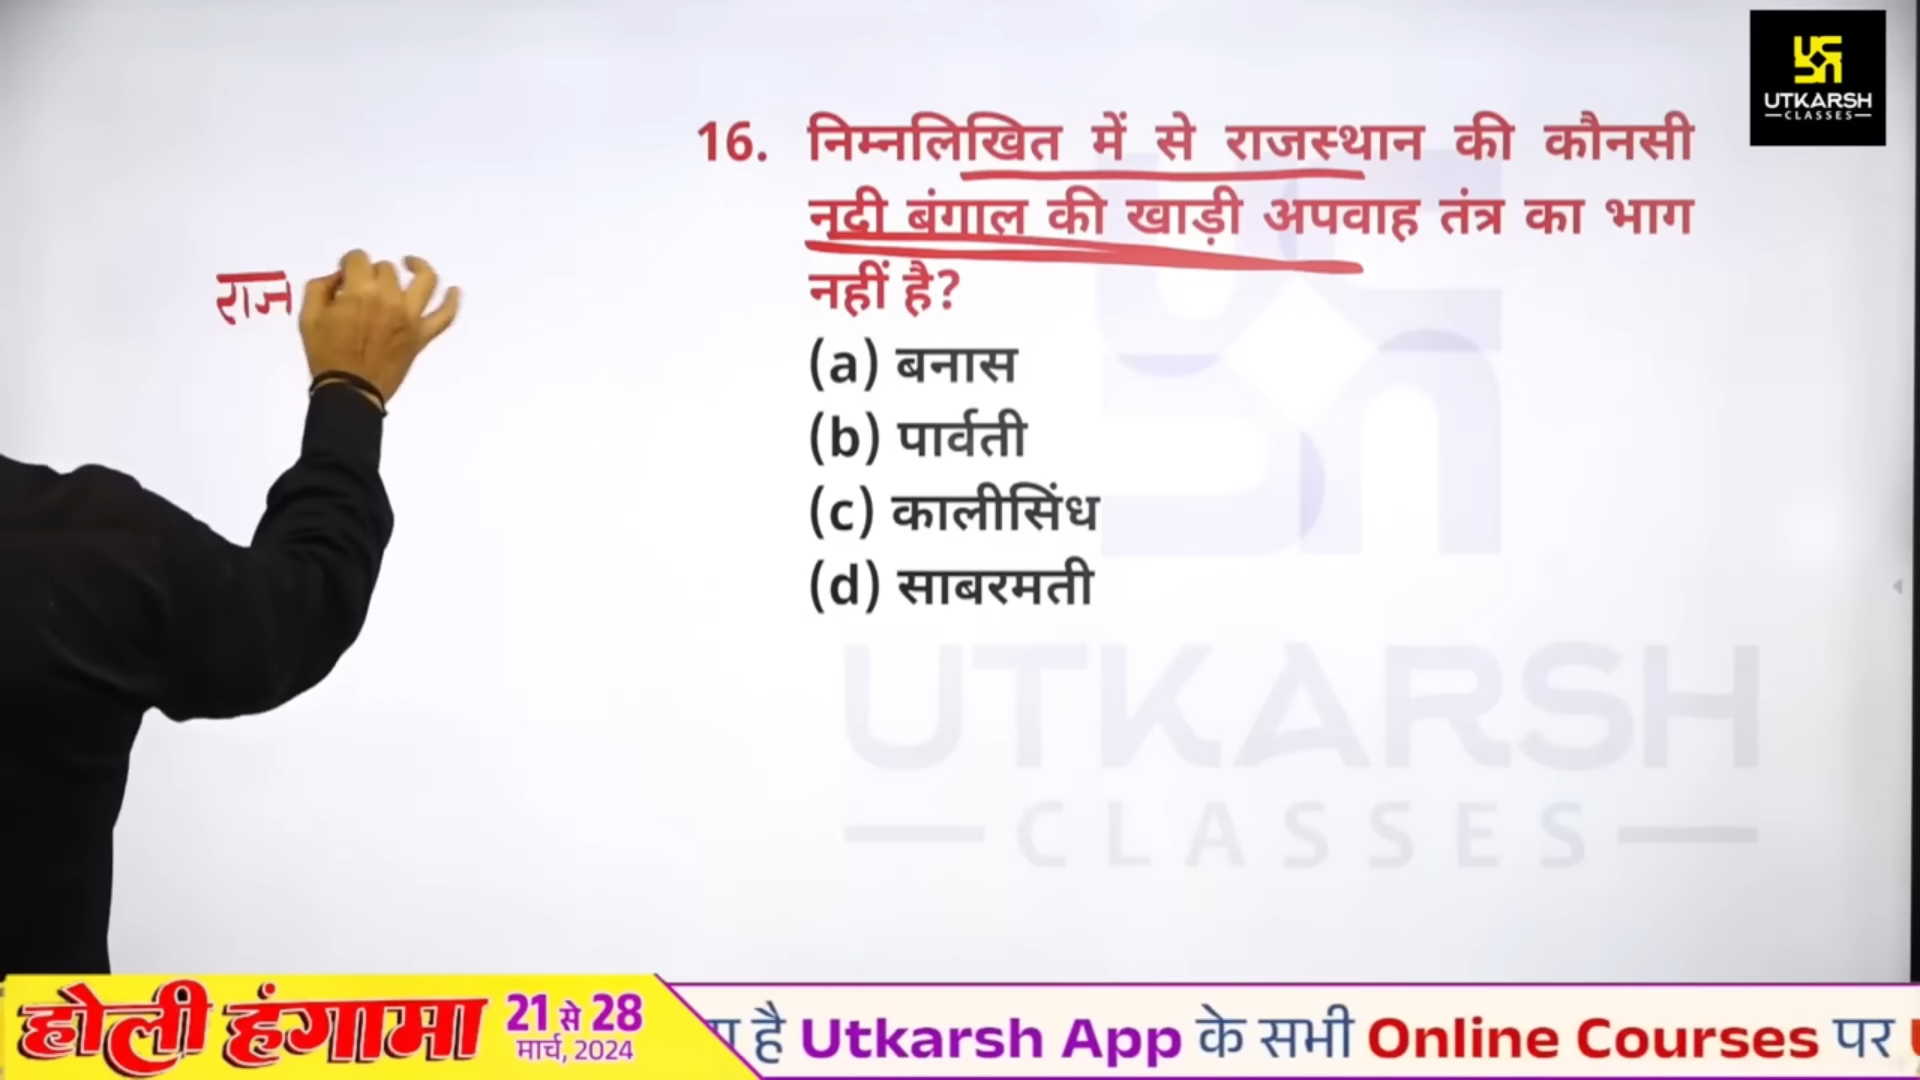 UTKARSH
CLASSES
16. निम्नलिखित में से राजस्थान की कौनसी
नदी बंगाल की खाड़ी अपवाह तंत्र का भाग
नहीं है?
(a) बनास
(b) पार्वती
(c) कालीसिंध
(d) साबरमती
राज
UTKARSH
CLASSES
होली हंगामा 21 से 28
मार्च, 2024
है Utkarsh App के सभी Online Courses पर